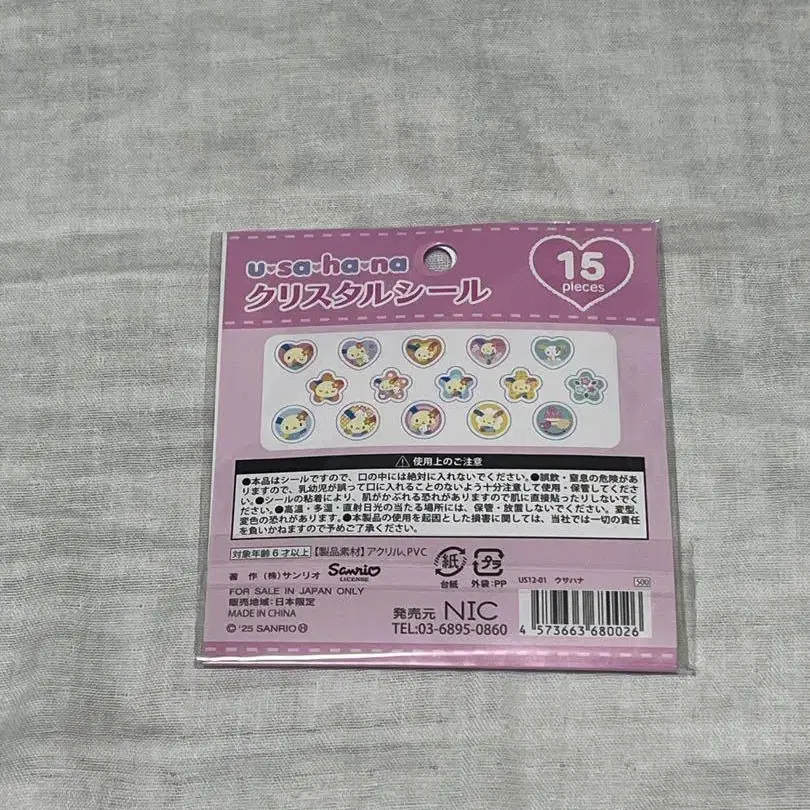 u•sa•ha•na
クリスタルシール
15
pieces
⚠使用上のご注意
●本品はシールですので、口の中には絶対に入れないでください。●誤飲・窒息の危険があ
りますので、乳幼児が誤って口に入れることのないよう十分注意して使用・保管してくださ
い。●シールの粘着により、肌がかぶれる恐れがありますので肌に直接貼ったりしないでく
ださい。●高温・多湿・直射日光の当たる場所には、保管・放置しないでください。変型、
変色の恐れがあります。●本製品の使用を起因とした損害に関しては、当社では一切の責任
を負いかねますので予めご了承ください。
対象年齢6才以上 【製品素材】アクリル、PVC
著 作 (株)サンリオ Sanrio LICENSE
FOR SALE IN JAPAN ONLY
販売地域:日本限定
MADE IN CHINA
© '25 SANRIO Ⓗ
紙
台紙
プラ
外袋:PP
発売元 NIC
TEL:03-6895-0860
US12-01 ウサハナ 500
4 573663 680026